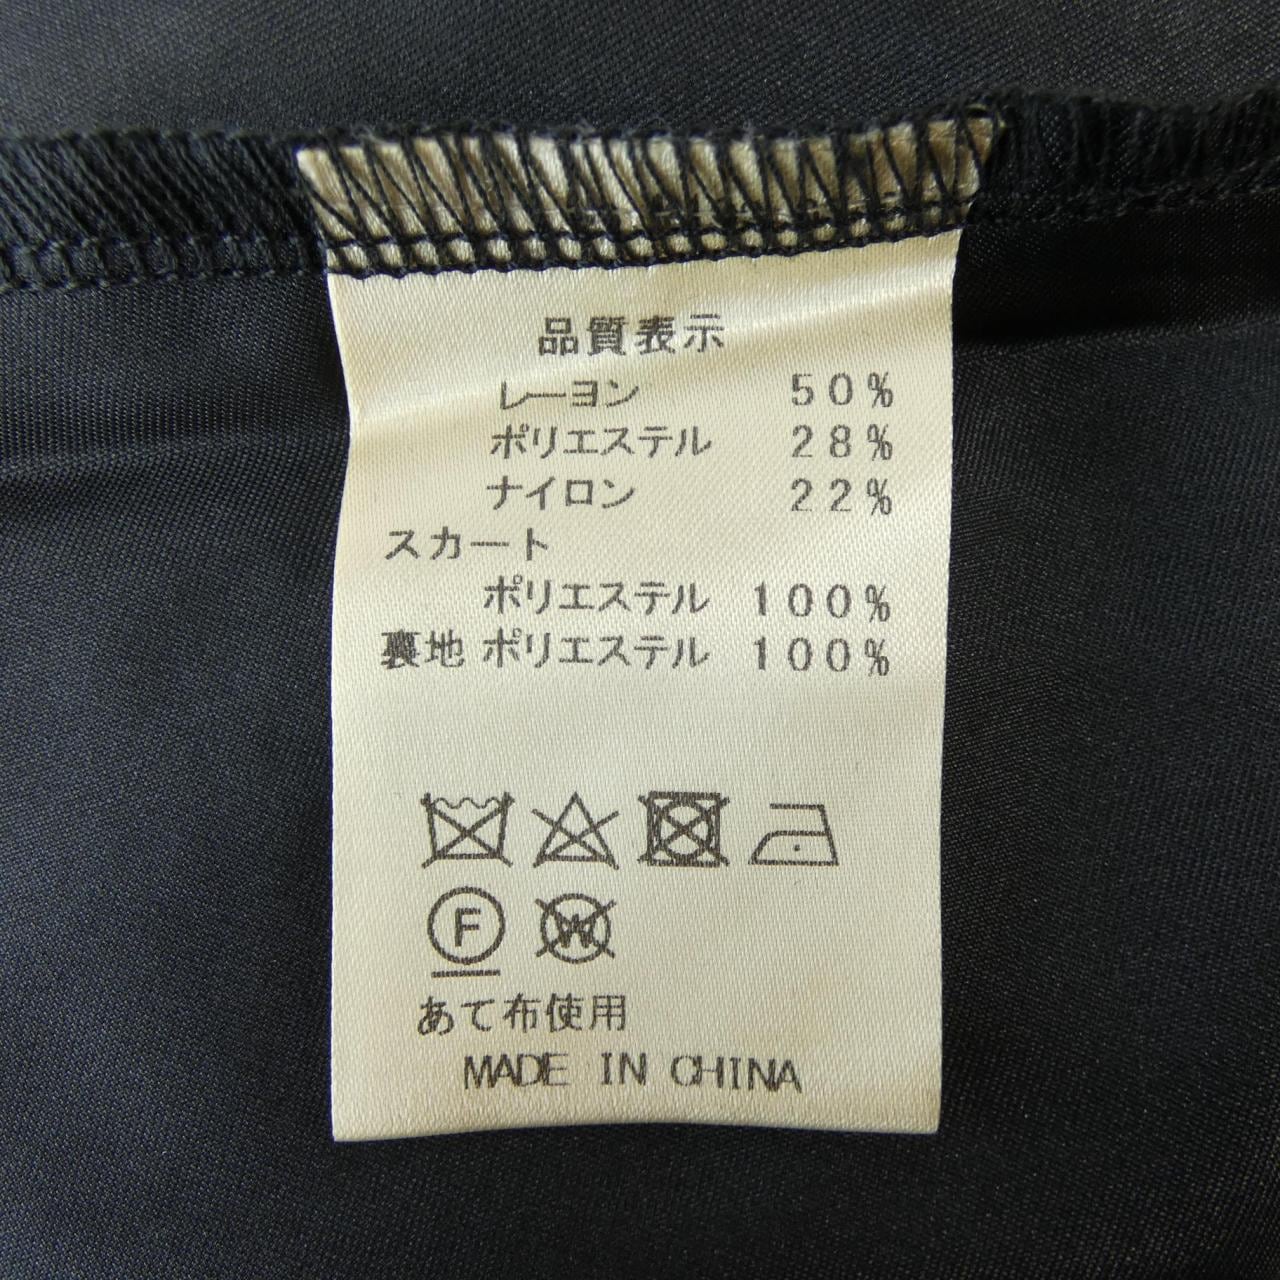 品質表示
レーヨン 50%
ポリエステル 28%
ナイロン 22%
スカート
ポリエステル 100%
裏地 ポリエステル 100%
F W
あて布使用
MADE IN CHINA